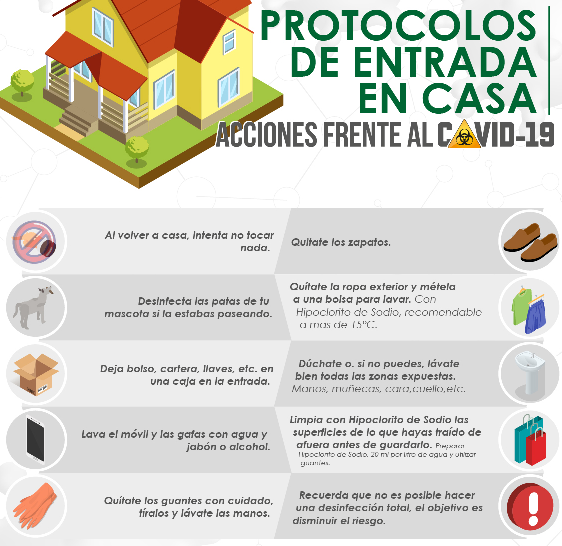 PROTOCOLOS
DE ENTRADA
EN CASA
ACCIONES FRENTE AL COVID-19
Al volver a casa, intenta no tocar
nada.
Quítate los zapatos.
Desinfecta las patas de tu
mascota si la estabas paseando.
Quítate la ropa exterior y métela
a una bolsa para lavar. Con
Hipoclorito de Sodio, recomendable
a mas de 15°C.
Deja bolso, cartera, llaves, etc. en
una caja en la entrada.
Dúchate o. si no puedes, lávate
bien todas las zonas expuestas.
Manos, muñecas, cara,cuello,etc.
Lava el móvil y las gafas con agua y
jabón o alcohol.
Limpia con Hipoclorito de Sodio las
superficies de lo que hayas traído de
afuera antes de guardarlo. Preparar
Hipoclorito de Sodio, 20 ml por litro de agua y utilizar
guantes.
Quítate los guantes con cuidado,
tíralos y lávate las manos.
Recuerda que no es posible hacer
una desinfección total, el objetivo es
disminuir el riesgo.